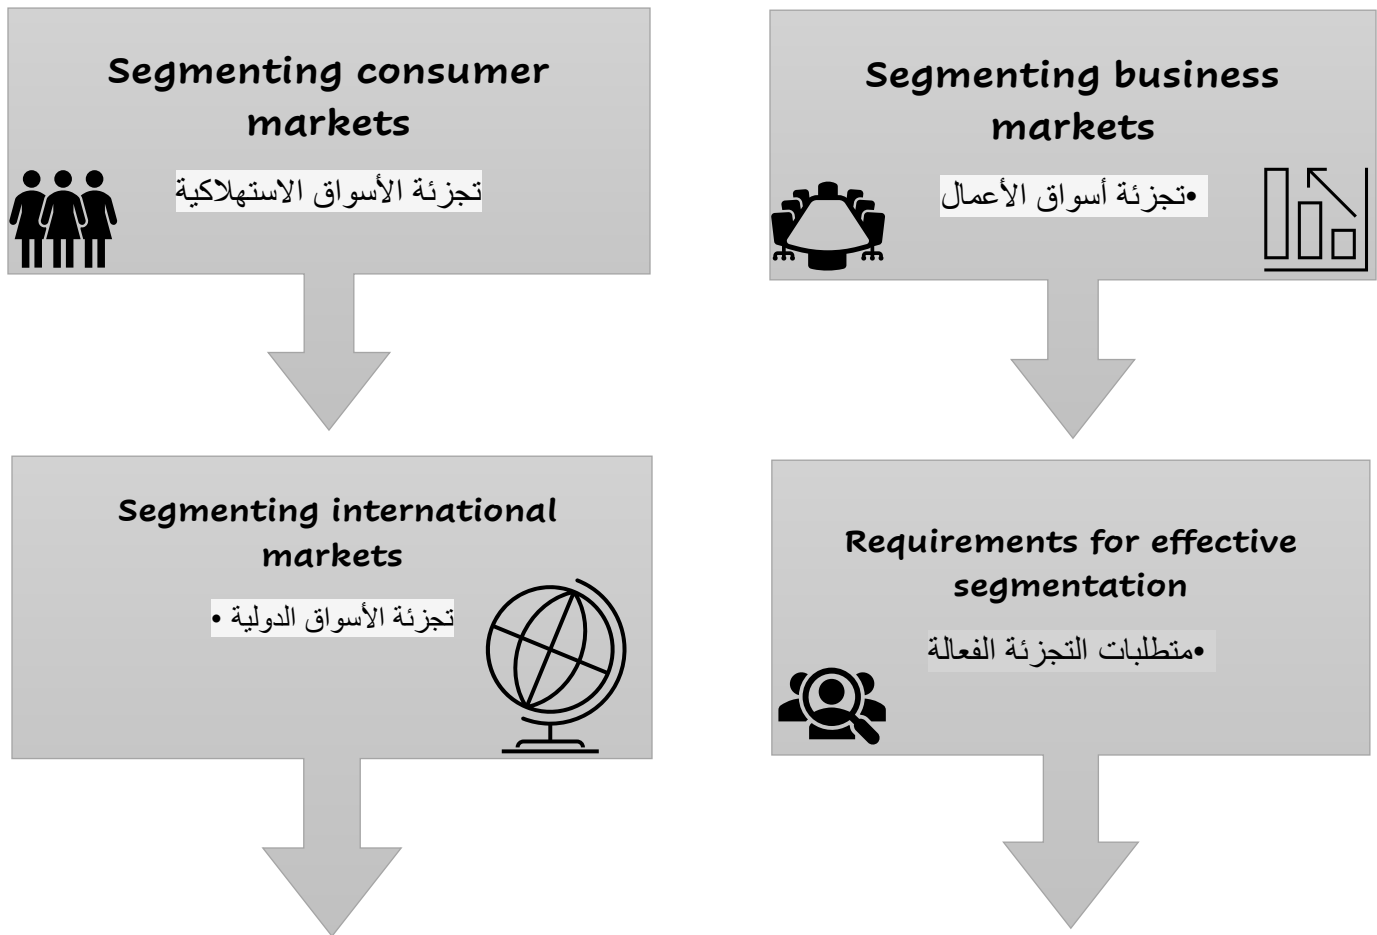 Segmenting consumer
markets
تجزئة الأسواق الاستهلاكية
Segmenting business
markets
•تجزئة أسواق الأعمال
Segmenting international
markets
تجزئة الأسواق الدولية •
Requirements for effective
segmentation
•متطلبات التجزئة الفعالة